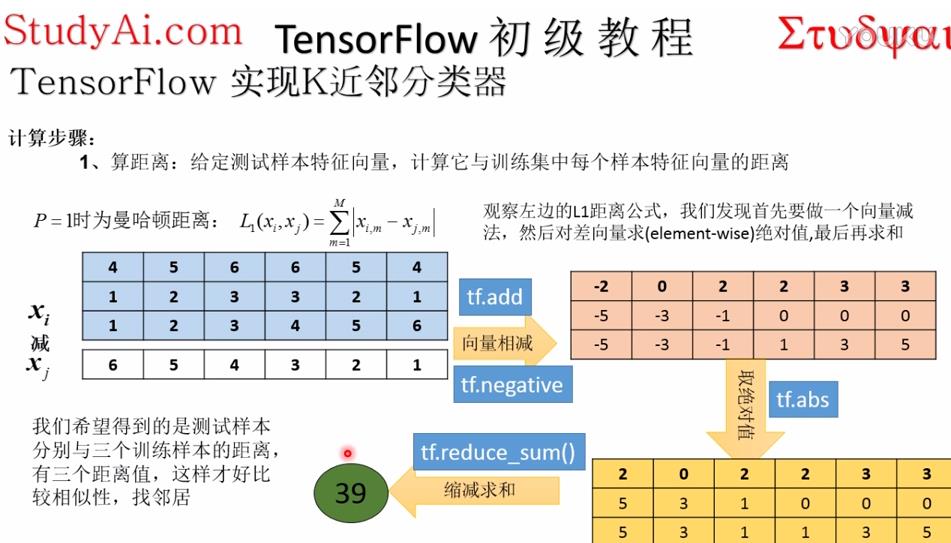 StudyAi.com TensorFlow 初级教程 Στυδψαι
TensorFlow 实现K近邻分类器
计算步骤：
1、算距离：给定测试样本特征向量，计算它与训练集中每个样本特征向量的距离
P = 1时为曼哈顿距离： L₁(xᵢ,xⱼ) = ∑ₘ₌₁ᴹ |xᵢ,ₘ − xⱼ,ₘ|
观察左边的L1距离公式，我们发现首先要做一个向量减
法，然后对差向量求(element-wise)绝对值,最后再求和
4 5 6 6 5 4
1 2 3 3 2 1
1 2 3 4 5 6
xᵢ
减
xⱼ
6 5 4 3 2 1
tf.add
向量相减
tf.negative
-2 0 2 2 3 3
-5 -3 -1 0 0 0
-5 -3 -1 1 3 5
取绝对值
tf.abs
我们希望得到的是测试样本
分别与三个训练样本的距离，
有三个距离值，这样才好比
较相似性，找邻居
39
tf.reduce_sum()
缩减求和
2 0 2 2 3 3
5 3 1 0 0 0
5 3 1 1 3 5